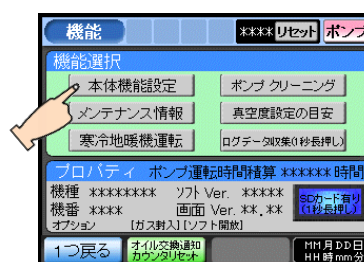 機能
**** リセット ポンプ
機能選択
本体機能設定 ポンプ クリーニング
メンテナンス情報 真空度設定の目安
寒冷地暖機運転 ログデータ収集(1秒長押し)
プロパティ ポンプ運転時間積算 ****** 時間
機種 ******** ソフト Ver. *****
機番 **** 画面 Ver. **.**
SDカード有り
(1秒長押し)
オプション [ガス封入] [ソフト開放]
1つ戻る オイル交換通知
カウンタリセット
MM月DD日
HH時mm分